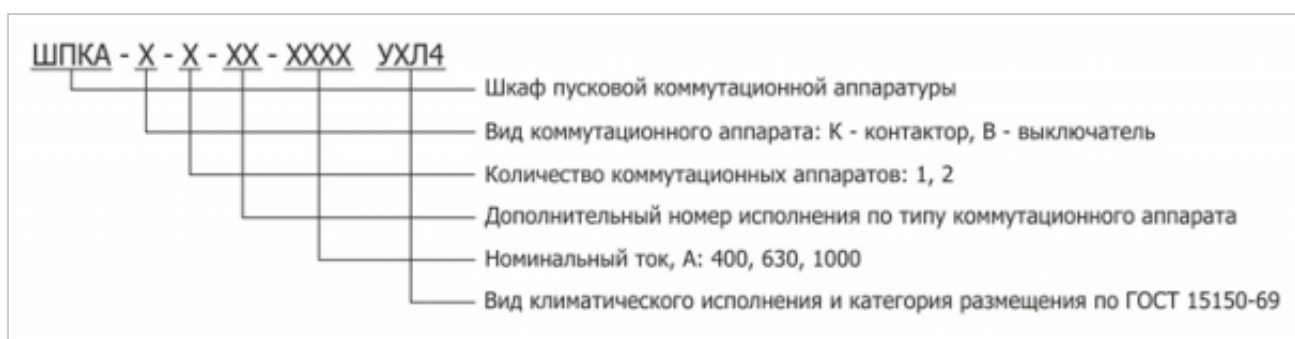 ШПКА - Х - Х - ХХ - ХХХХ УХЛ4
Шкаф пусковой коммутационной аппаратуры
Вид коммутационного аппарата: К - контактор, В - выключатель
Количество коммутационных аппаратов: 1, 2
Дополнительный номер исполнения по типу коммутационного аппарата
Номинальный ток, А: 400, 630, 1000
Вид климатического исполнения и категория размещения по ГОСТ 15150-69